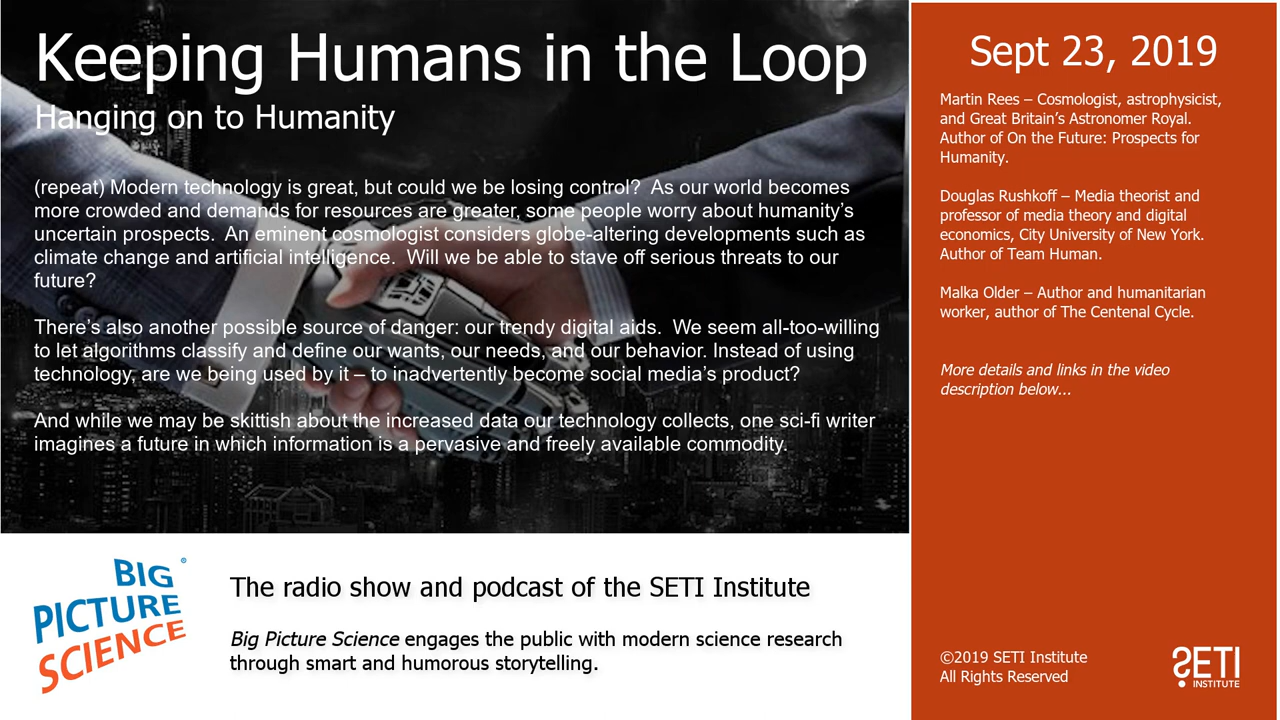 Keeping Humans in the Loop
Hanging on to Humanity
(repeat) Modern technology is great, but could we be losing control?  As our world becomes
more crowded and demands for resources are greater, some people worry about humanity's
uncertain prospects.  An eminent cosmologist considers globe-altering developments such as
climate change and artificial intelligence.  Will we be able to stave off serious threats to our
future?
There's also another possible source of danger: our trendy digital aids.  We seem all-too-willing
to let algorithms classify and define our wants, our needs, and our behavior. Instead of using
technology, are we being used by it – to inadvertently become social media's product?
And while we may be skittish about the increased data our technology collects, one sci-fi writer
imagines a future in which information is a pervasive and freely available commodity.
Sept 23, 2019
Martin Rees – Cosmologist, astrophysicist,
and Great Britain's Astronomer Royal.
Author of On the Future: Prospects for
Humanity.
Douglas Rushkoff – Media theorist and
professor of media theory and digital
economics, City University of New York.
Author of Team Human.
Malka Older – Author and humanitarian
worker, author of The Centenal Cycle.
More details and links in the video
description below...
BIG ®
PICTURE
SCIENCE
The radio show and podcast of the SETI Institute
Big Picture Science engages the public with modern science research
through smart and humorous storytelling.
©2019 SETI Institute
All Rights Reserved
SETI
INSTITUTE